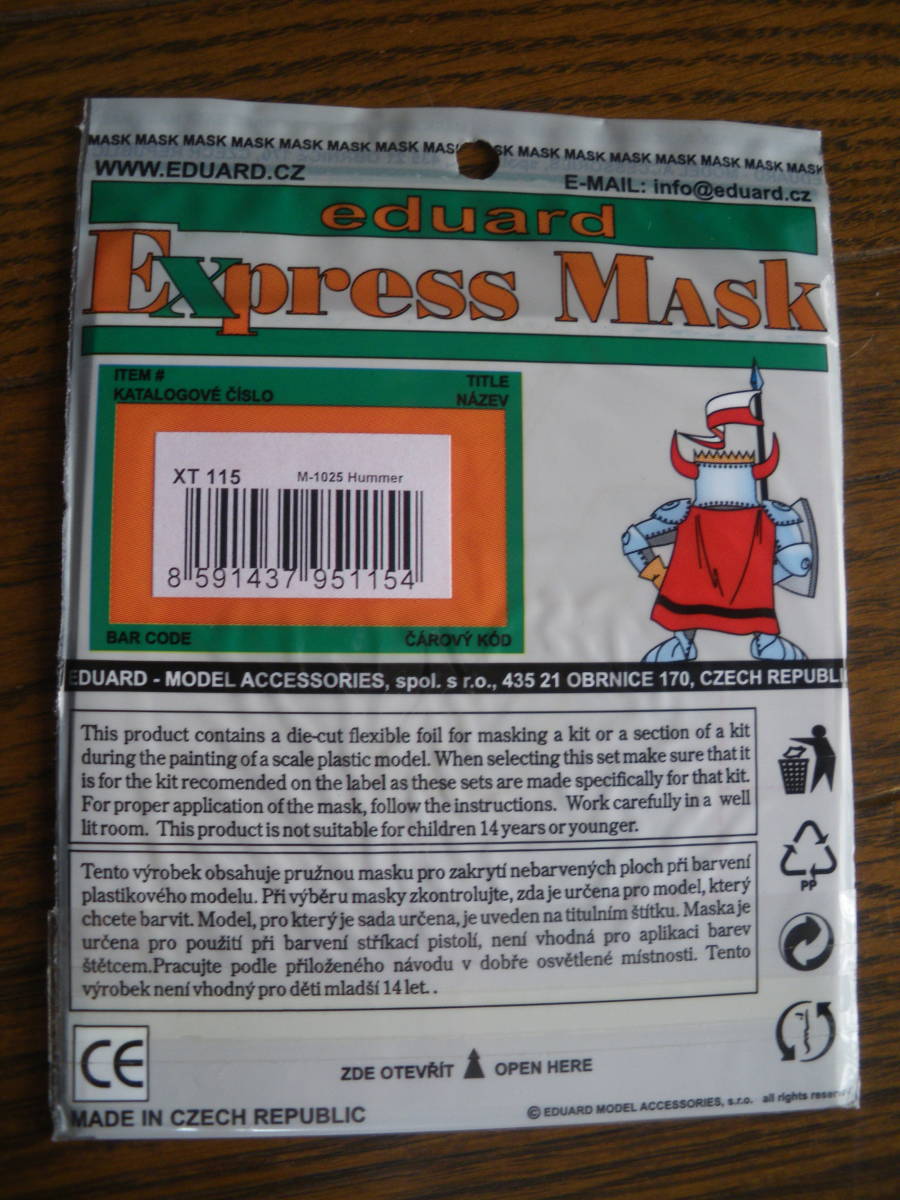 MASK MASK MASK MASK MASK MASK MASK MASK MASK MASK MASK MASK MASK MASK MASK
WWW.EDUARD.CZ
E-MAIL: info@eduard.cz
eduard
Express Mask
ITEM #
KATALOGOVÉ ČÍSLO
TITLE
NÁZEV
XT 115 M-1025 Hummer
8 591437 951154
BAR CODE
ČÁROVÝ KÓD
EDUARD - MODEL ACCESSORIES, spol. s r.o., 435 21 OBRNICE 170, CZECH REPUBLI
This product contains a die-cut flexible foil for masking a kit or a section of a kit
during the painting of a scale plastic model. When selecting this set make sure that it
is for the kit recomended on the label as these sets are made specifically for that kit.
For proper application of the mask, follow the instructions. Work carefully in a well
lit room. This product is not suitable for children 14 years or younger.
Tento výrobek obsahuje pružnou masku pro zakrytí nebarvených ploch při barvení
plastikového modelu. Při výběru masky zkontrolujte, zda je určena pro model, který
chcete barvit. Model, pro který je sada určena, je uveden na titulním štítku. Maska je
určena pro použití při barvení stříkací pistolí, není vhodná pro aplikaci barev
štětcem.Pracujte podle přiloženého návodu v dobře osvětlené místnosti. Tento
výrobek není vhodný pro děti mladší 14 let..
PP
CE
ZDE OTEVŘÍT OPEN HERE
MADE IN CZECH REPUBLIC
© EDUARD MODEL ACCESSORIES, s.r.o. all rights